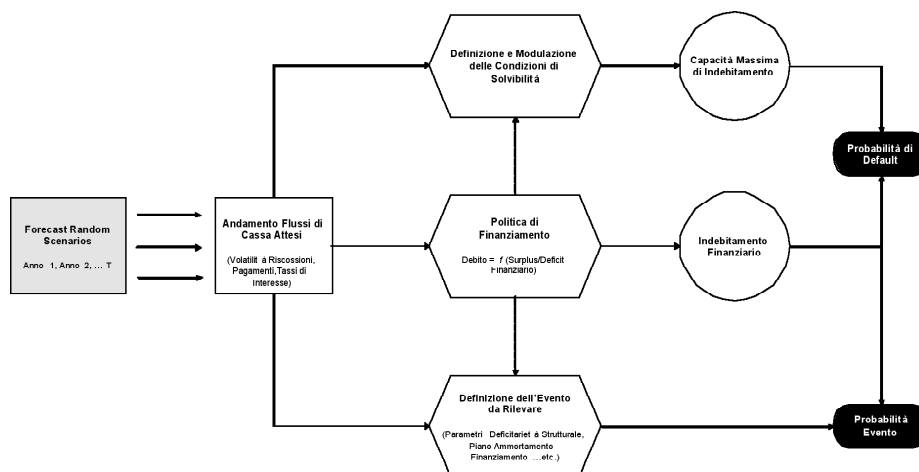 Definizione e Modulazione
delle Condizioni di
Solvibilità
Capacità Massima
di Indebitamento
Probabilità di
Default
Forecast Random
Scenarios
Anno 1, Anno 2, ... T
Andamento Flussi di
Cassa Attesi
(Volatilit à Riscossioni,
Pagamenti,Tassi di
Interesse)
Politica di
Finanziamento
Debito = f (Surplus/Deficit
Finanziario)
Indebitamento
Finanziario
Definizione dell'Evento
da Rilevare
(Parametri Deficitariet à Strutturale,
Piano Ammortamento
Finanziamento ...etc.)
Probabilità
Evento